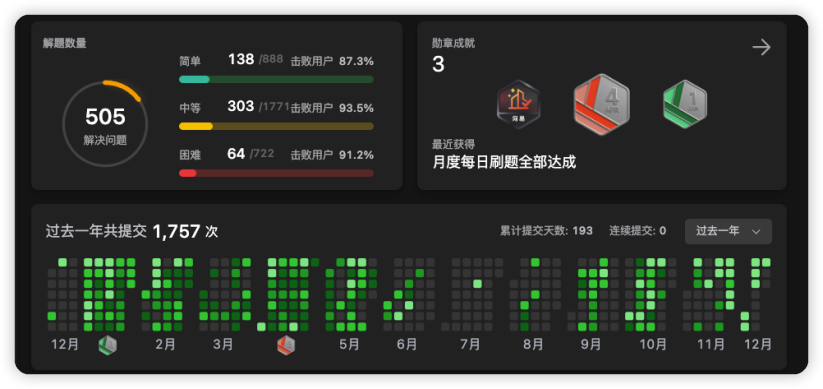 解题数量
505
解决问题
简单 138 /888 击败用户 87.3%
中等 303 /1771 击败用户 93.5%
困难 64 /722 击败用户 91.2%
勋章成就
3
网易
4
APR
1
最近获得
月度每日刷题全部达成
过去一年共提交 1,757 次
累计提交天数: 193 连续提交: 0 过去一年
12月 2月 3月 5月 6月 7月 8月 9月 10月 11月 12月